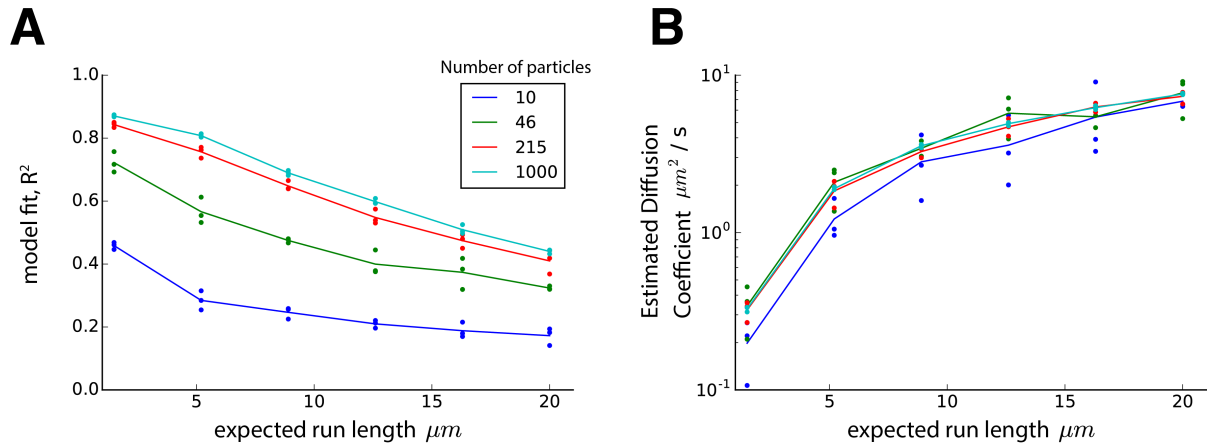 A
B
Number of particles
10
46
215
1000
model fit, R²
1.0
0.8
0.6
0.4
0.2
0.0
5
10
15
20
expected run length μm
Estimated Diffusion
Coefficient μm² / s
10¹
10⁰
10⁻¹
5
10
15
20
expected run length μm